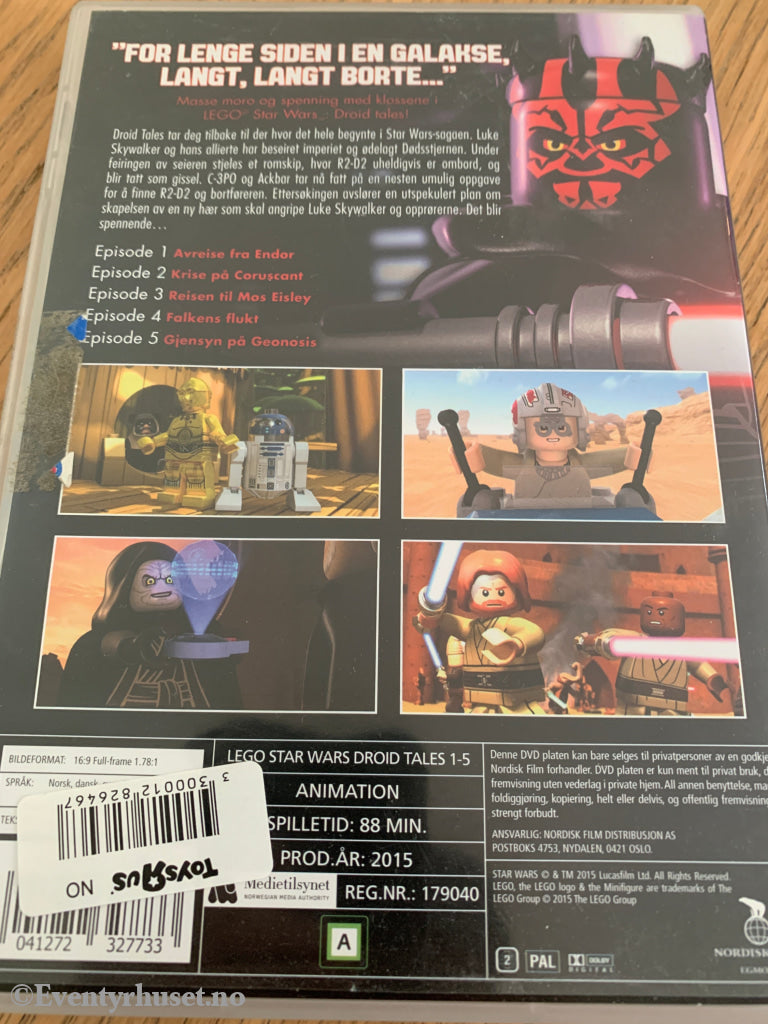 ”FOR LENGE SIDEN I EN GALAKSE,
LANGT, LANGT BORTE...”
Masse moro og spenning med klossene i
LEGO® Star Wars™: Droid tales!
Droid Tales tar deg tilbake til der hvor det hele begynte i Star Wars-sagaen. Luke
Skywalker og hans allierte har beseiret imperiet og ødelagt Dødsstjernen. Under
feiringen av seieren stjeles et romskip, hvor R2-D2 uheldigvis er ombord, og
blir tatt som gissel. C-3PO og Ackbar tar nå fatt på en nesten umulig oppgave
for å finne R2-D2 og bortføreren. Ettersøkingen avslører en utspekulert plan om
skapelsen av en ny hær som skal angripe Luke Skywalker og opprørerne. Det blir
spennende...
Episode 1 Avreise fra Endor
Episode 2 Krise på Coruscant
Episode 3 Reisen til Mos Eisley
Episode 4 Falkens flukt
Episode 5 Gjensyn på Geonosis
BILDEFORMAT: 16:9 Full-frame 1.78:1
SPRÅK: Norsk, dansk,
3 300012 826467
ToysRus
NO
041272 327733
LEGO STAR WARS DROID TALES 1-5
ANIMATION
SPILLETID: 88 MIN.
PROD.ÅR: 2015
Medietilsynet
NORWEGIAN MEDIA AUTHORITY
REG.NR.: 179040
A
Denne DVD platen kan bare selges til privatpersoner av en godkje
Nordisk Film forhandler. DVD platen er kun ment til privat bruk, d
fremvisning uten vederlag i private hjem. All annen benyttelse, ma
foldiggjøring, kopiering, helt eller delvis, og offentlig fremvisning
strengt forbudt.
ANSVARLIG: NORDISK FILM DISTRIBUSJON AS
POSTBOKS 4753, NYDALEN, 0421 OSLO.
STAR WARS © & TM 2015 Lucasfilm Ltd. All Rights Reserved.
LEGO, the LEGO logo & the Minifigure are trademarks of The
LEGO Group © 2015 The LEGO Group
2 PAL DOLBY
DIGITAL
NORDISK
EGMO
©Eventyrhuset.no